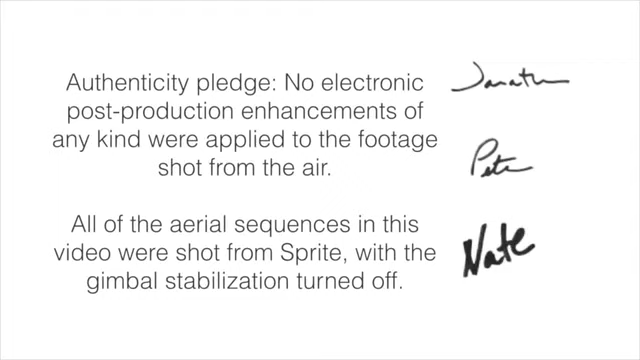 Authenticity pledge: No electronic
post-production enhancements of
any kind were applied to the footage
shot from the air.
All of the aerial sequences in this
video were shot from Sprite, with the
gimbal stabilization turned off.
Pete
Nate